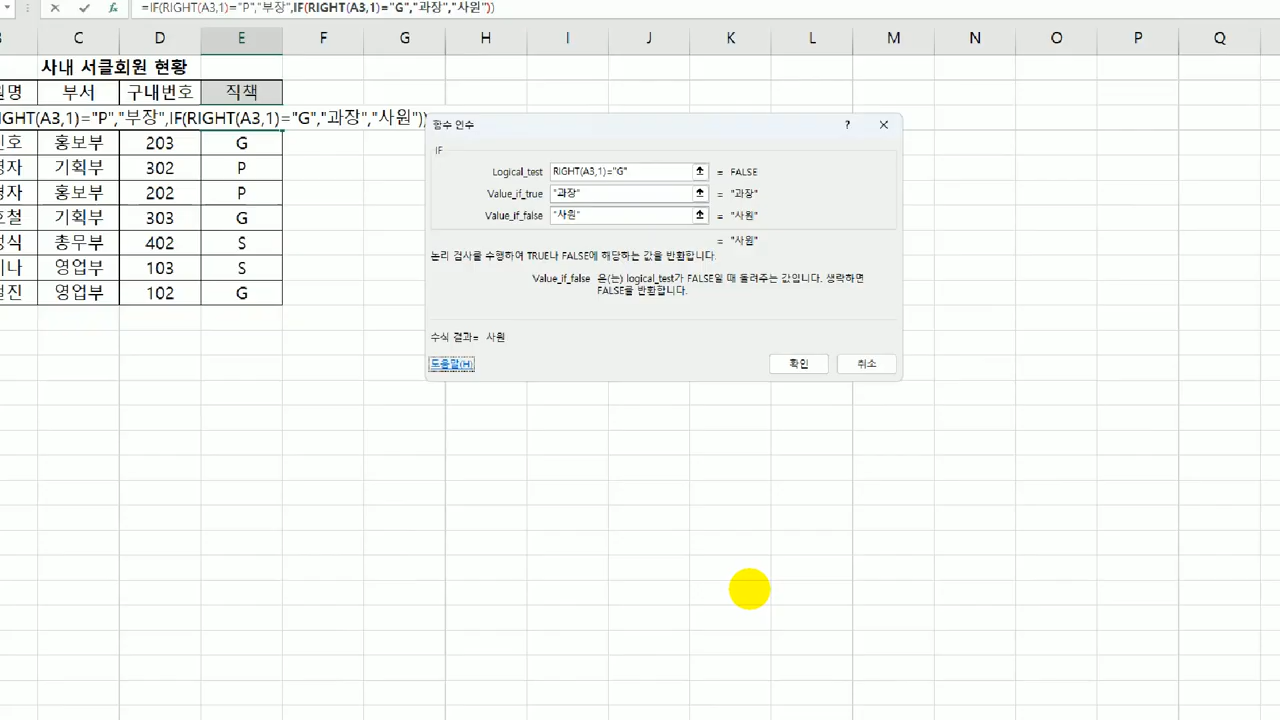 =IF(RIGHT(A3,1)="P","부장",IF(RIGHT(A3,1)="G","과장","사원"))
C D E F G H I J K L M N O P Q
사내 서클회원 현황
부서 구내번호 직책
IGHT(A3,1)="P","부장",IF(RIGHT(A3,1)="G","과장","사원"))
홍보부 203 G
기획부 302 P
홍보부 202 P
기획부 303 G
총무부 402 S
영업부 103 S
영업부 102 G
함수 인수
?
IF
Logical_test RIGHT(A3,1)="G" = FALSE
Value_if_true "과장" = "과장"
Value_if_false "사원" = "사원"
= "사원"
논리 검사를 수행하여 TRUE나 FALSE에 해당하는 값을 반환합니다.
Value_if_false 은(는) logical_test가 FALSE일 때 돌려주는 값입니다. 생략하면
FALSE를 반환합니다.
수식 결과= 사원
도움말(H) 확인 취소